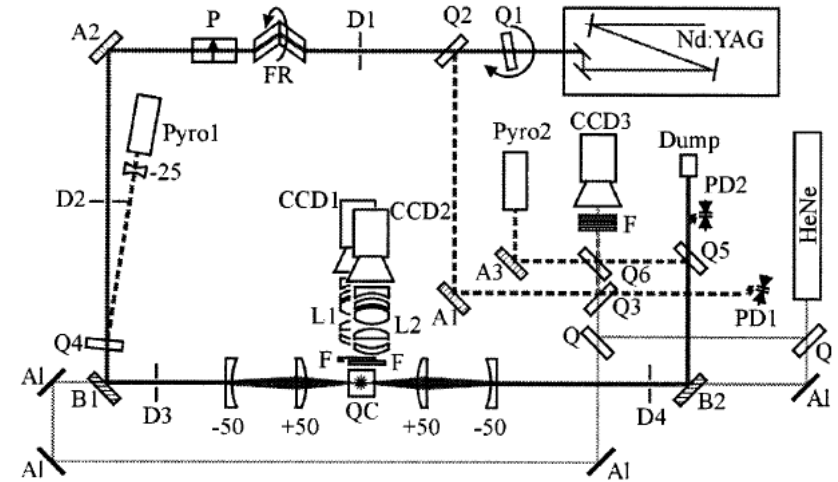 A2
P
FR
D1
Q2
Q1
Nd:YAG
Pyro1
-25
D2
CCD1
CCD2
Pyro2
CCD3
F
Dump
PD2
HeNe
A3
Q6
Q5
A1
Q3
PD1
L1
L2
Q4
F
F
Q
Q
Al
B1
D3
QC
D4
B2
Al
-50
+50
+50
-50
Al
Al